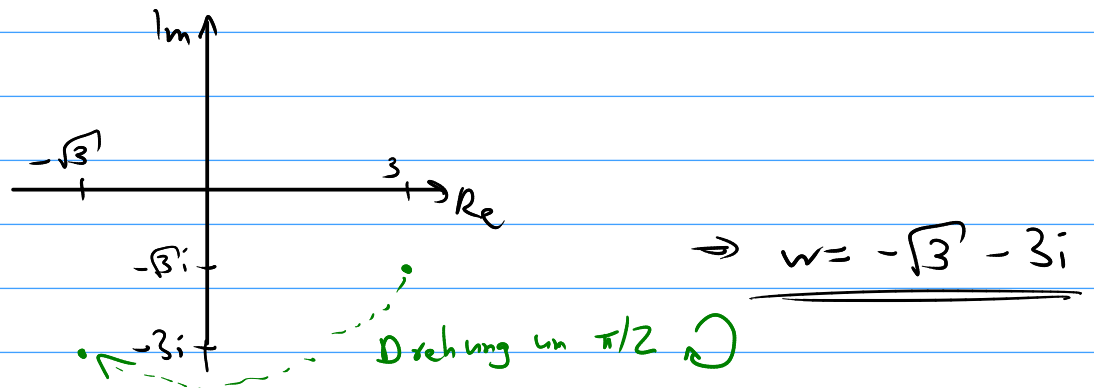 Im
-√3
3
Re
-√3i
⇒ w = -√3 - 3i
-3i
Drehung um π/2